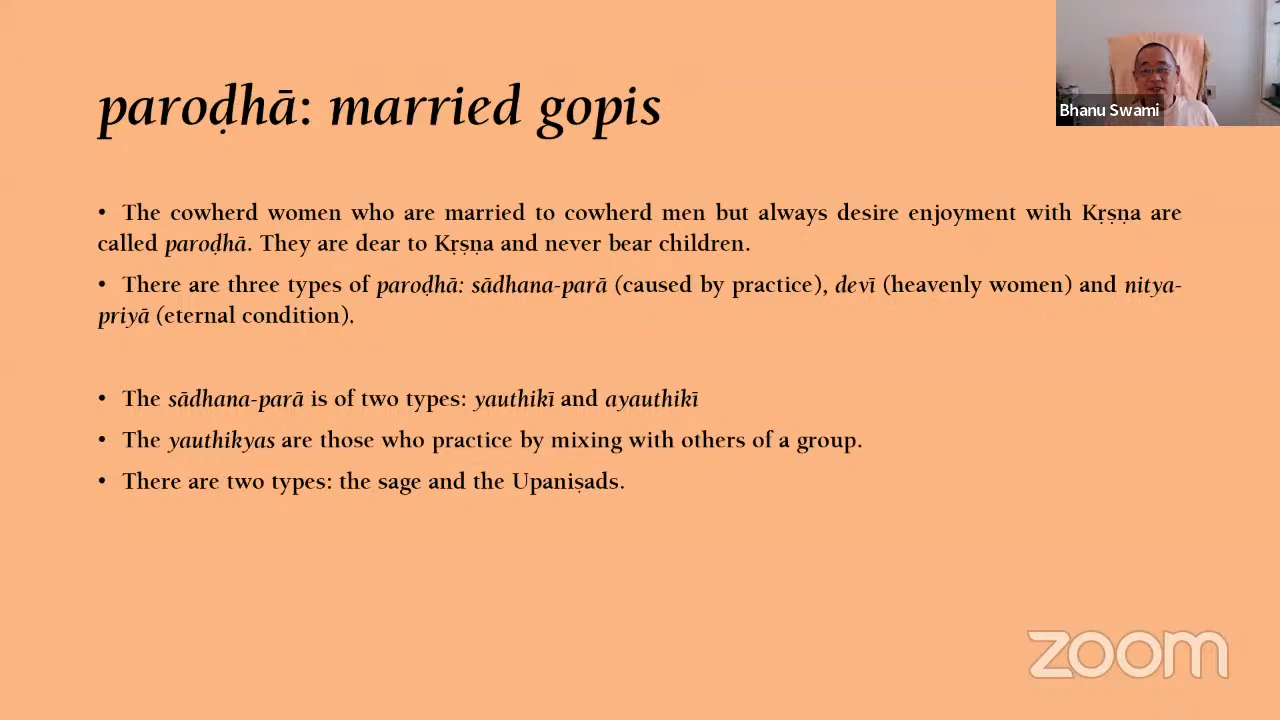 paroḍhā: married gopis
Bhanu Swami
• The cowherd women who are married to cowherd men but always desire enjoyment with Kṛṣṇa are
called paroḍhā. They are dear to Kṛṣṇa and never bear children.
• There are three types of paroḍhā: sādhana-parā (caused by practice), devī (heavenly women) and nitya-
priyā (eternal condition).
• The sādhana-parā is of two types: yauthikī and ayauthikī
• The yauthikyas are those who practice by mixing with others of a group.
• There are two types: the sage and the Upaniṣads.
zoom